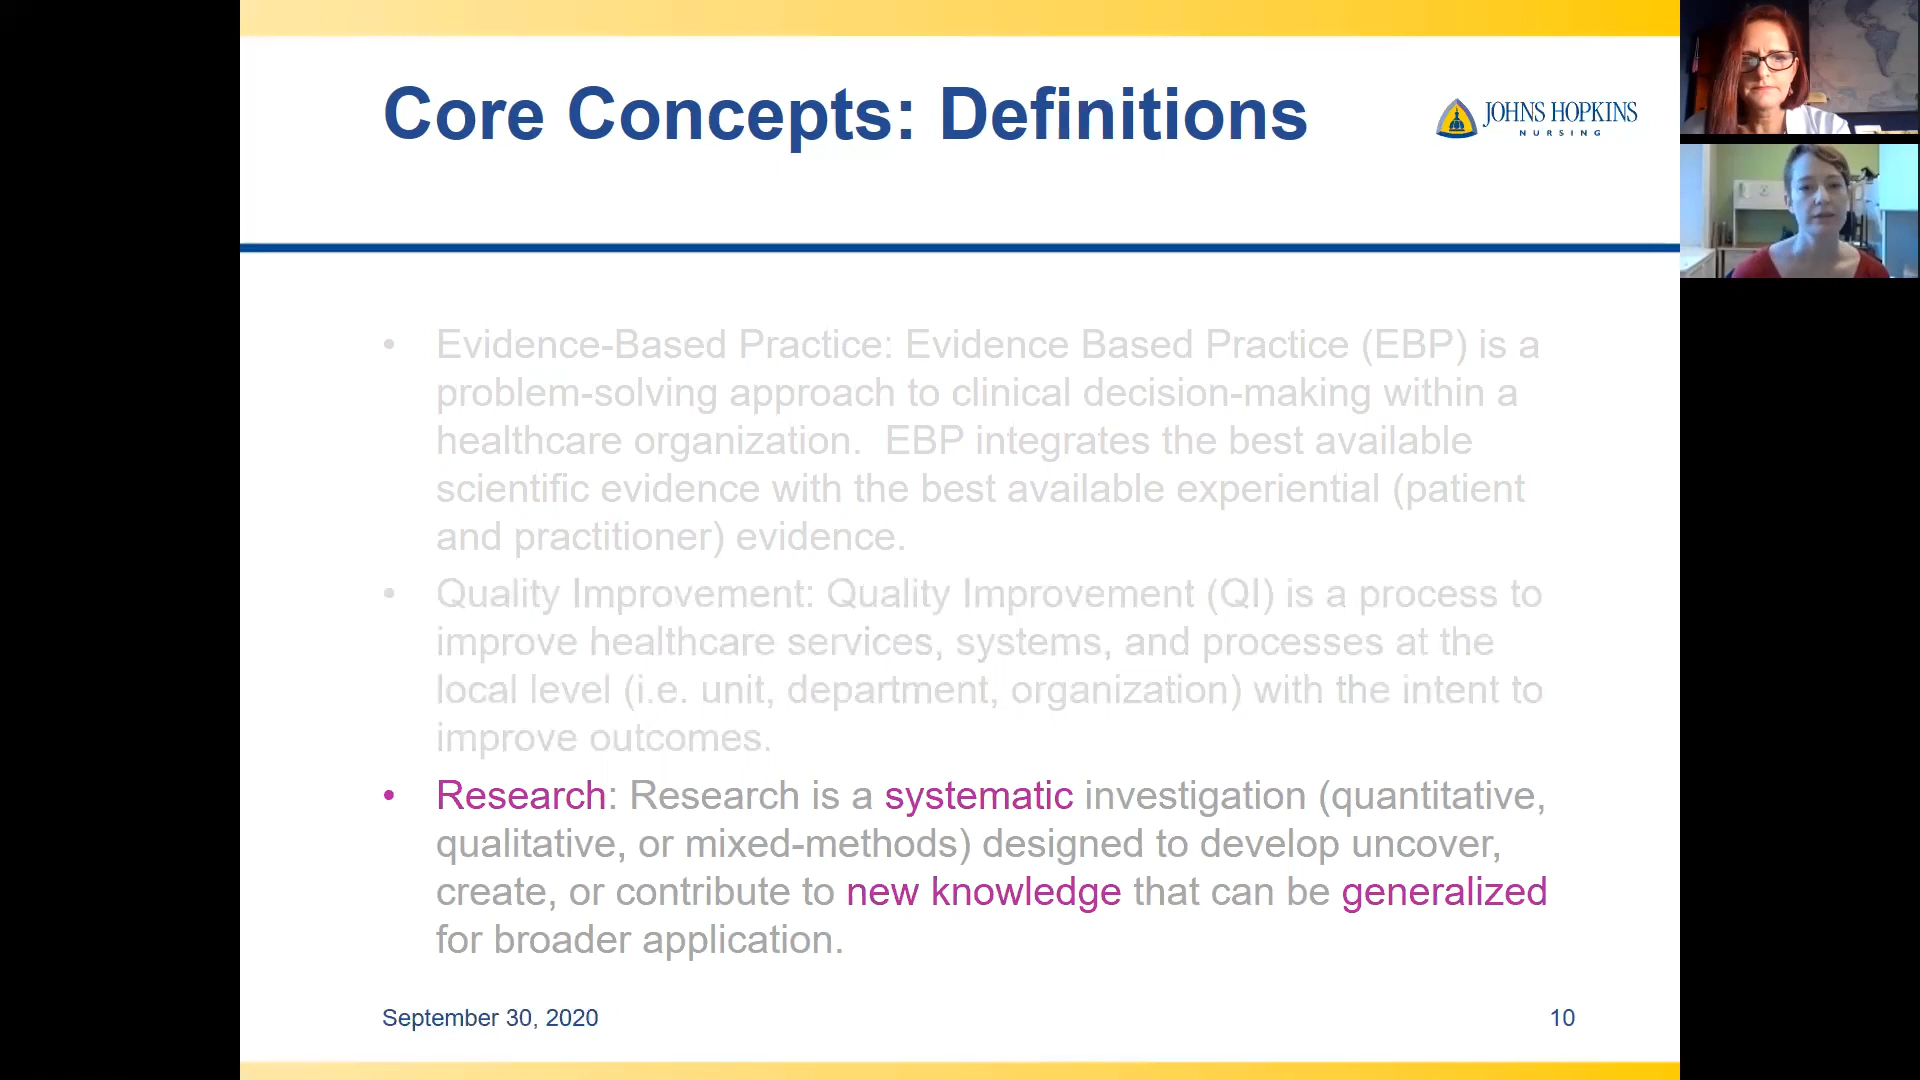 Core Concepts: Definitions
JOHNS HOPKINS
NURSING
• Evidence-Based Practice: Evidence Based Practice (EBP) is a
problem-solving approach to clinical decision-making within a
healthcare organization.  EBP integrates the best available
scientific evidence with the best available experiential (patient
and practitioner) evidence.
• Quality Improvement: Quality Improvement (QI) is a process to
improve healthcare services, systems, and processes at the
local level (i.e. unit, department, organization) with the intent to
improve outcomes.
• Research: Research is a systematic investigation (quantitative,
qualitative, or mixed-methods) designed to develop uncover,
create, or contribute to new knowledge that can be generalized
for broader application.
September 30, 2020
10